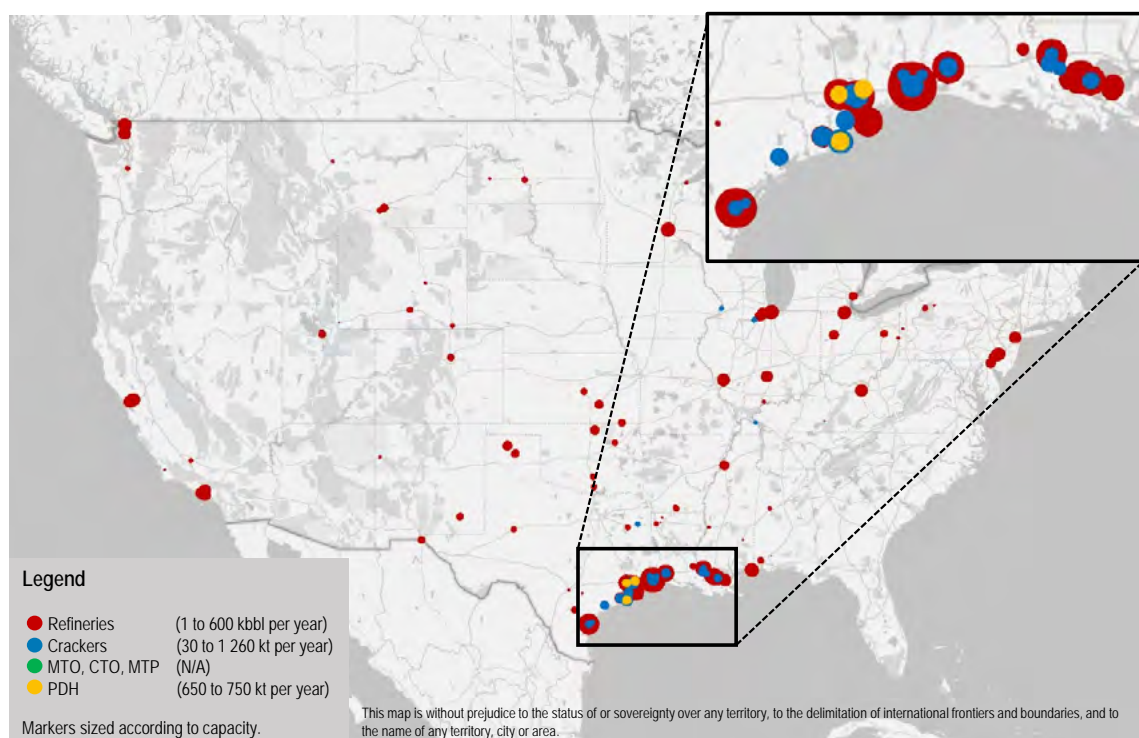 Legend
Refineries (1 to 600 kbbl per year)
Crackers (30 to 1 260 kt per year)
MTO, CTO, MTP (N/A)
PDH (650 to 750 kt per year)
Markers sized according to capacity.
This map is without prejudice to the status of or sovereignty over any territory, to the delimitation of international frontiers and boundaries, and to
the name of any territory, city or area.